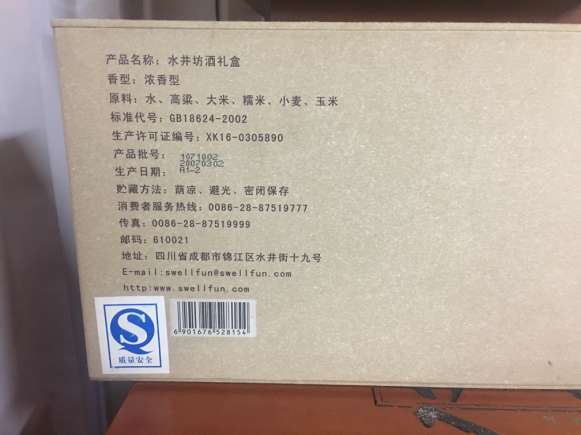 产品名称：水井坊酒礼盒
香型：浓香型
原料：水、高粱、大米、糯米、小麦、玉米
标准代号：GB18624-2002
生产许可证编号：XK16-0305890
产品批号：1071002
20070302
生产日期：A1-2
贮藏方法：荫凉、避光、密闭保存
消费者服务热线：0086-28-87519777
传真：0086-28-87519999
邮码：610021
地址：四川省成都市锦江区水井街十九号
E-mail:swellfun@swellfun.com
http:www.swellfun.com
质量安全
6 901676 528154